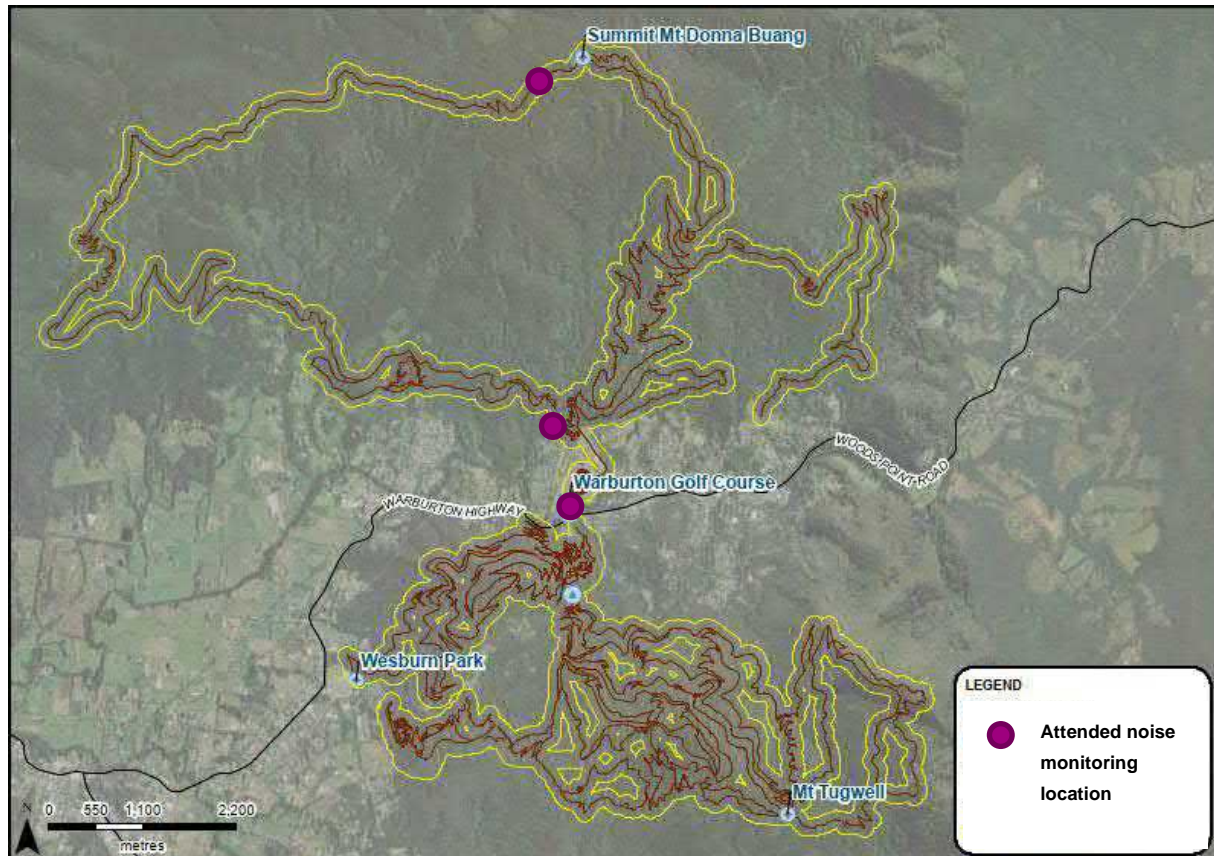 Summit Mt Donna Buang
WOODS POINT ROAD
Warburton Golf Course
WARBURTON HIGHWAY
Wesburn Park
Mt Tugwell
LEGEND
Attended noise
monitoring
location
N
0 550 1,100 2,200
metres